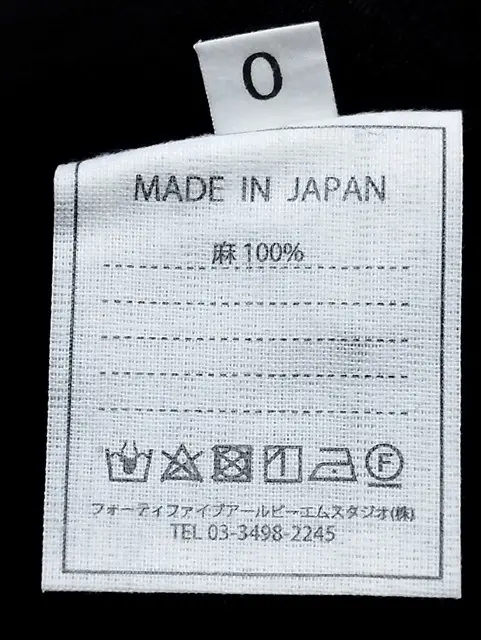 0
MADE IN JAPAN
麻 100%
F
フォーティファイブアールピーエムスタジオ(株)
TEL 03-3498-2245